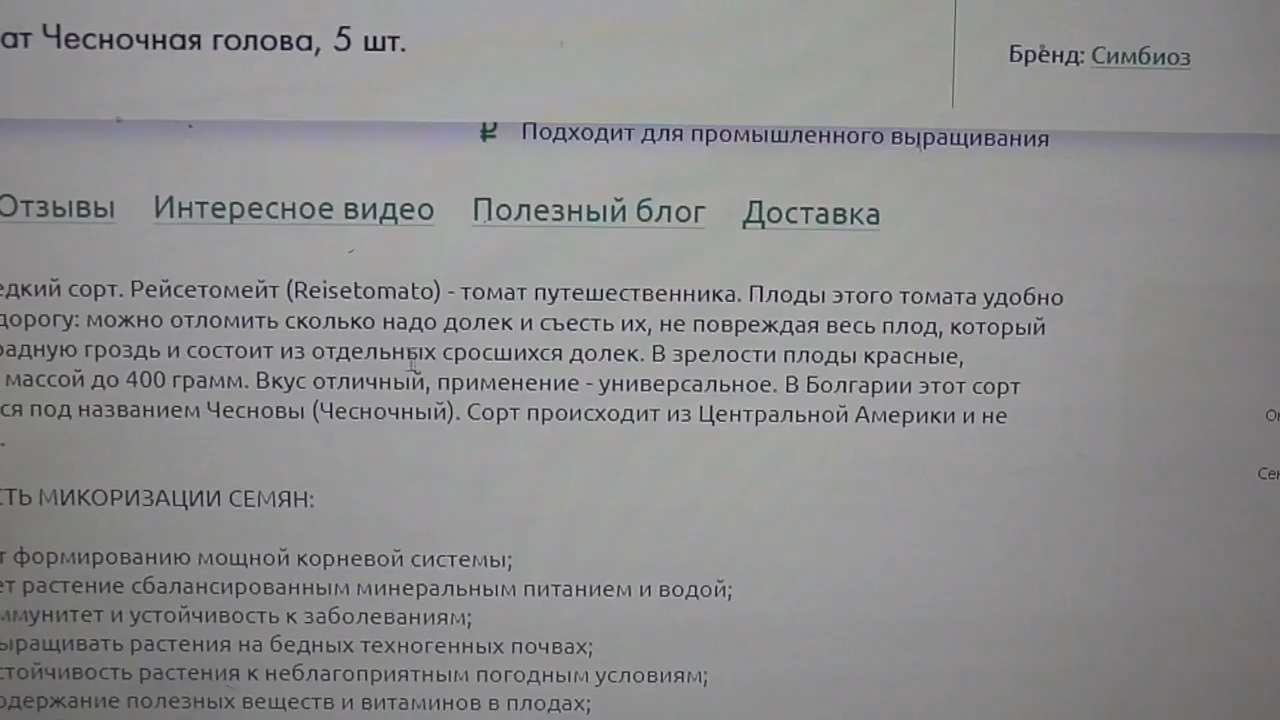 ат Чесночная голова, 5 шт.
Бренд: Симбиоз
₽ Подходит для промышленного выращивания
Отзывы Интересное видео Полезный блог Доставка
едкий сорт. Рейсетомейт (Reisetomato) - томат путешественника. Плоды этого томата удобно
дорогу: можно отломить сколько надо долек и съесть их, не повреждая весь плод, который
радную гроздь и состоит из отдельных сросшихся долек. В зрелости плоды красные,
массой до 400 грамм. Вкус отличный, применение - универсальное. В Болгарии этот сорт
ся под названием Чесновы (Чесночный). Сорт происходит из Центральной Америки и не
.
СТЬ МИКОРИЗАЦИИ СЕМЯН:
т формированию мощной корневой системы;
ет растение сбалансированным минеральным питанием и водой;
ммунитет и устойчивость к заболеваниям;
ыращивать растения на бедных техногенных почвах;
стойчивость растения к неблагоприятным погодным условиям;
одержание полезных веществ и витаминов в плодах;